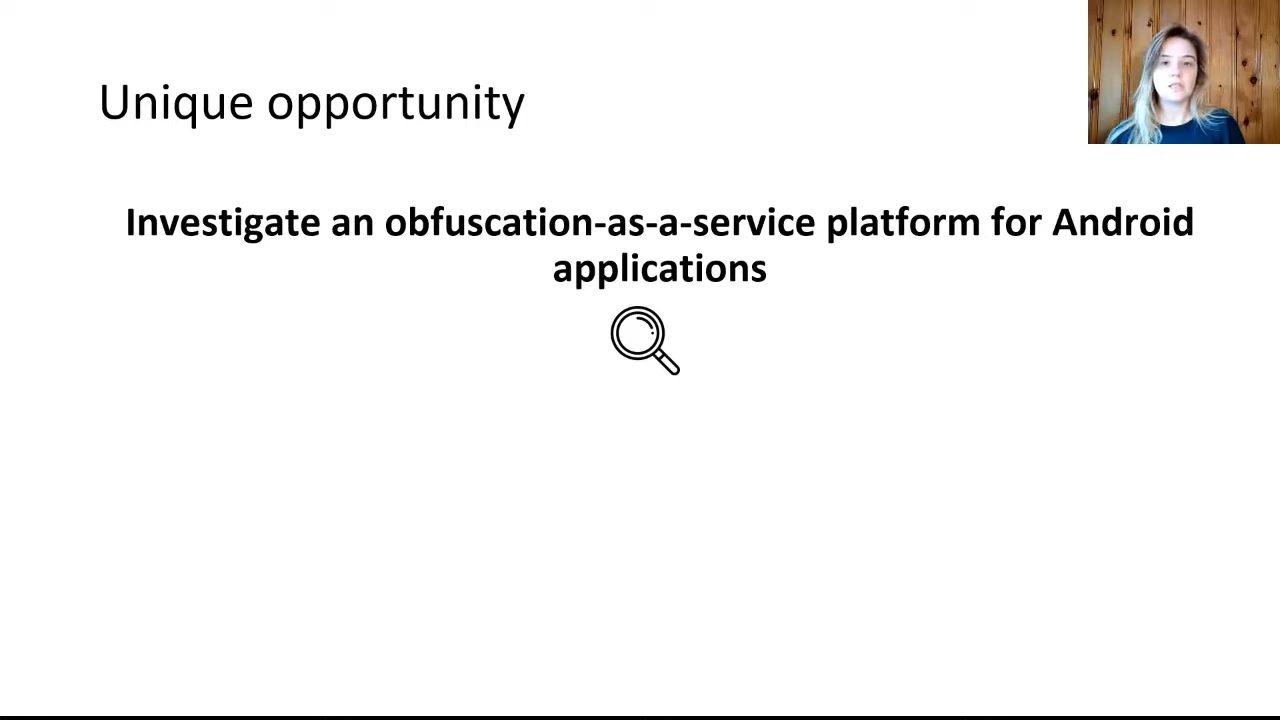 Unique opportunity
Investigate an obfuscation-as-a-service platform for Android
applications